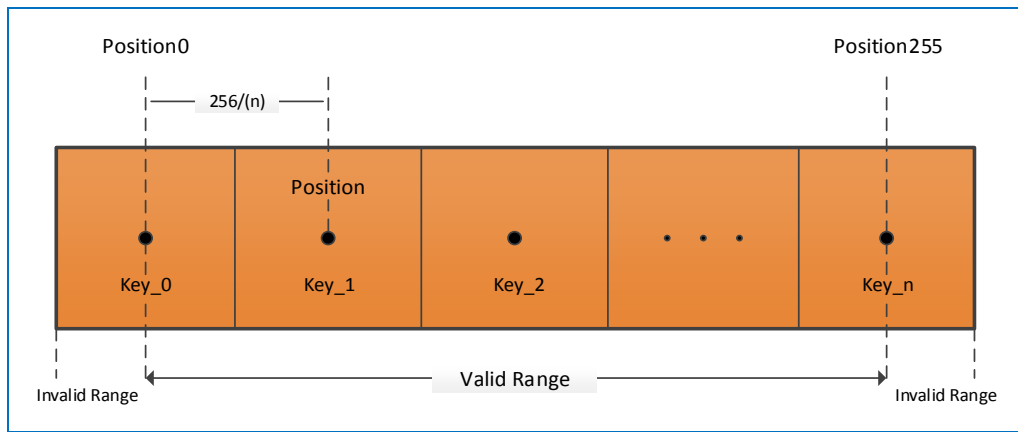 Position0
Position255
256/(n)
Position
Key_0
Key_1
Key_2
Key_n
Valid Range
Invalid Range
Invalid Range